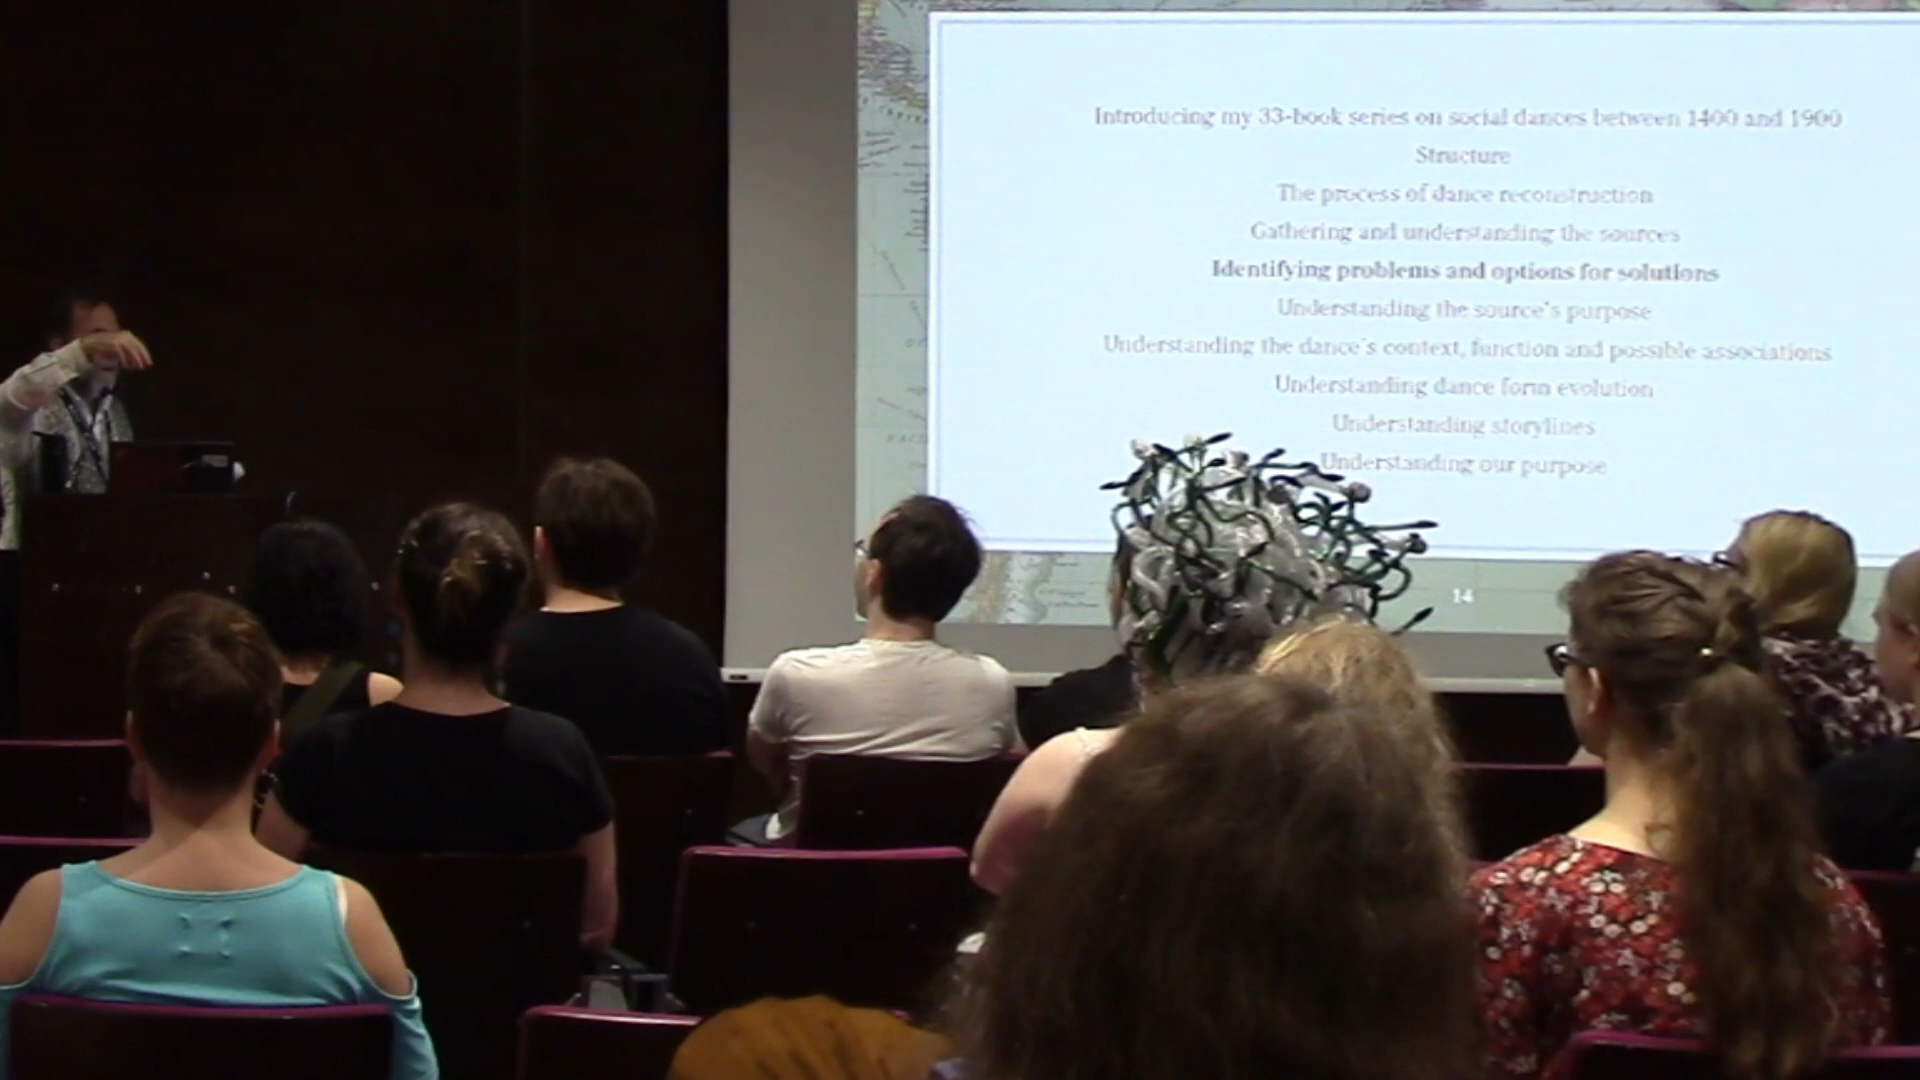 Introducing my 33-book series on social dances between 1400 and 1900
Structure
The process of dance reconstruction
Gathering and understanding the sources
Identifying problems and options for solutions
Understanding the source's purpose
Understanding the dance's context, function and possible associations
Understanding dance form evolution
Understanding storylines
Understanding our purpose
14